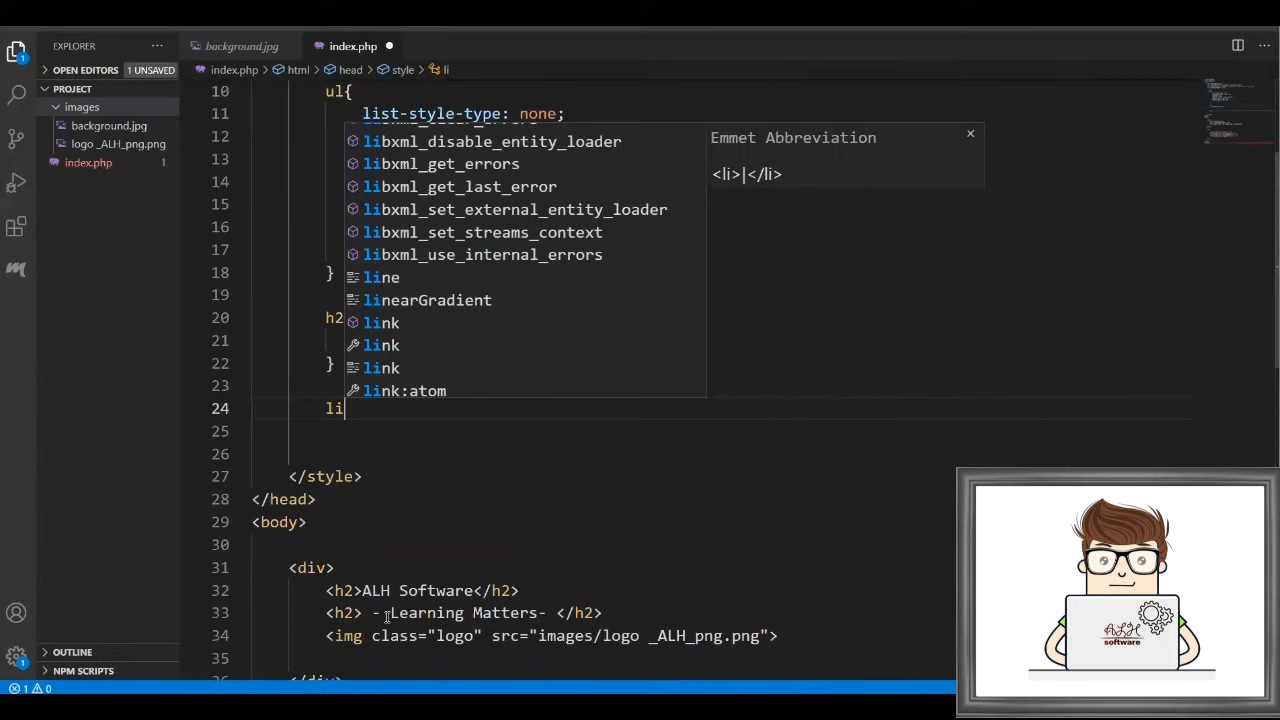 EXPLORER
background.jpg
index.php
OPEN EDITORS 1 UNSAVED
index.php > html > head > style > li
PROJECT
images
background.jpg
logo _ALH_png.png
index.php 1
10 ul{
11 list-style-type: none;
12
13
14
15
16
17
18 }
19
20 h2
21
22 }
23
24 li
25
26
27 </style>
28 </head>
29 <body>
30
31 <div>
32 <h2>ALH Software</h2>
33 <h2> - Learning Matters- </h2>
34 <img class="logo" src="images/logo _ALH_png.png">
35
libxml_disable_entity_loader
libxml_get_errors
libxml_get_last_error
libxml_set_external_entity_loader
libxml_set_streams_context
libxml_use_internal_errors
line
linearGradient
link
link
link
link:atom
Emmet Abbreviation
<li>|</li>
OUTLINE
NPM SCRIPTS
1
1
1 0
ALH
software